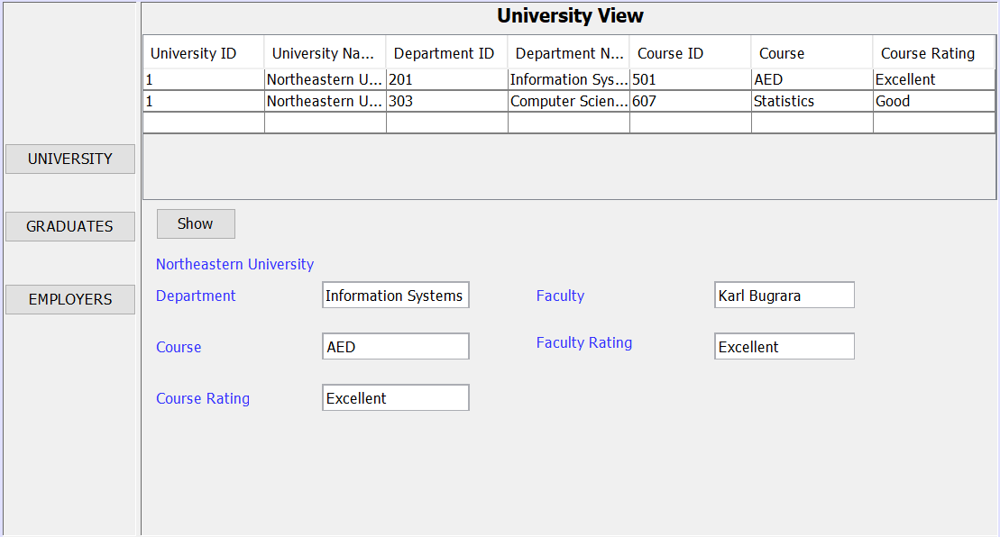 University View
University ID University Na... Department ID Department N... Course ID Course Course Rating
1 Northeastern U... 201 Information Sys... 501 AED Excellent
1 Northeastern U... 303 Computer Scien... 607 Statistics Good
UNIVERSITY
GRADUATES
EMPLOYERS
Show
Northeastern University
Department Information Systems Faculty Karl Bugrara
Course AED Faculty Rating Excellent
Course Rating Excellent